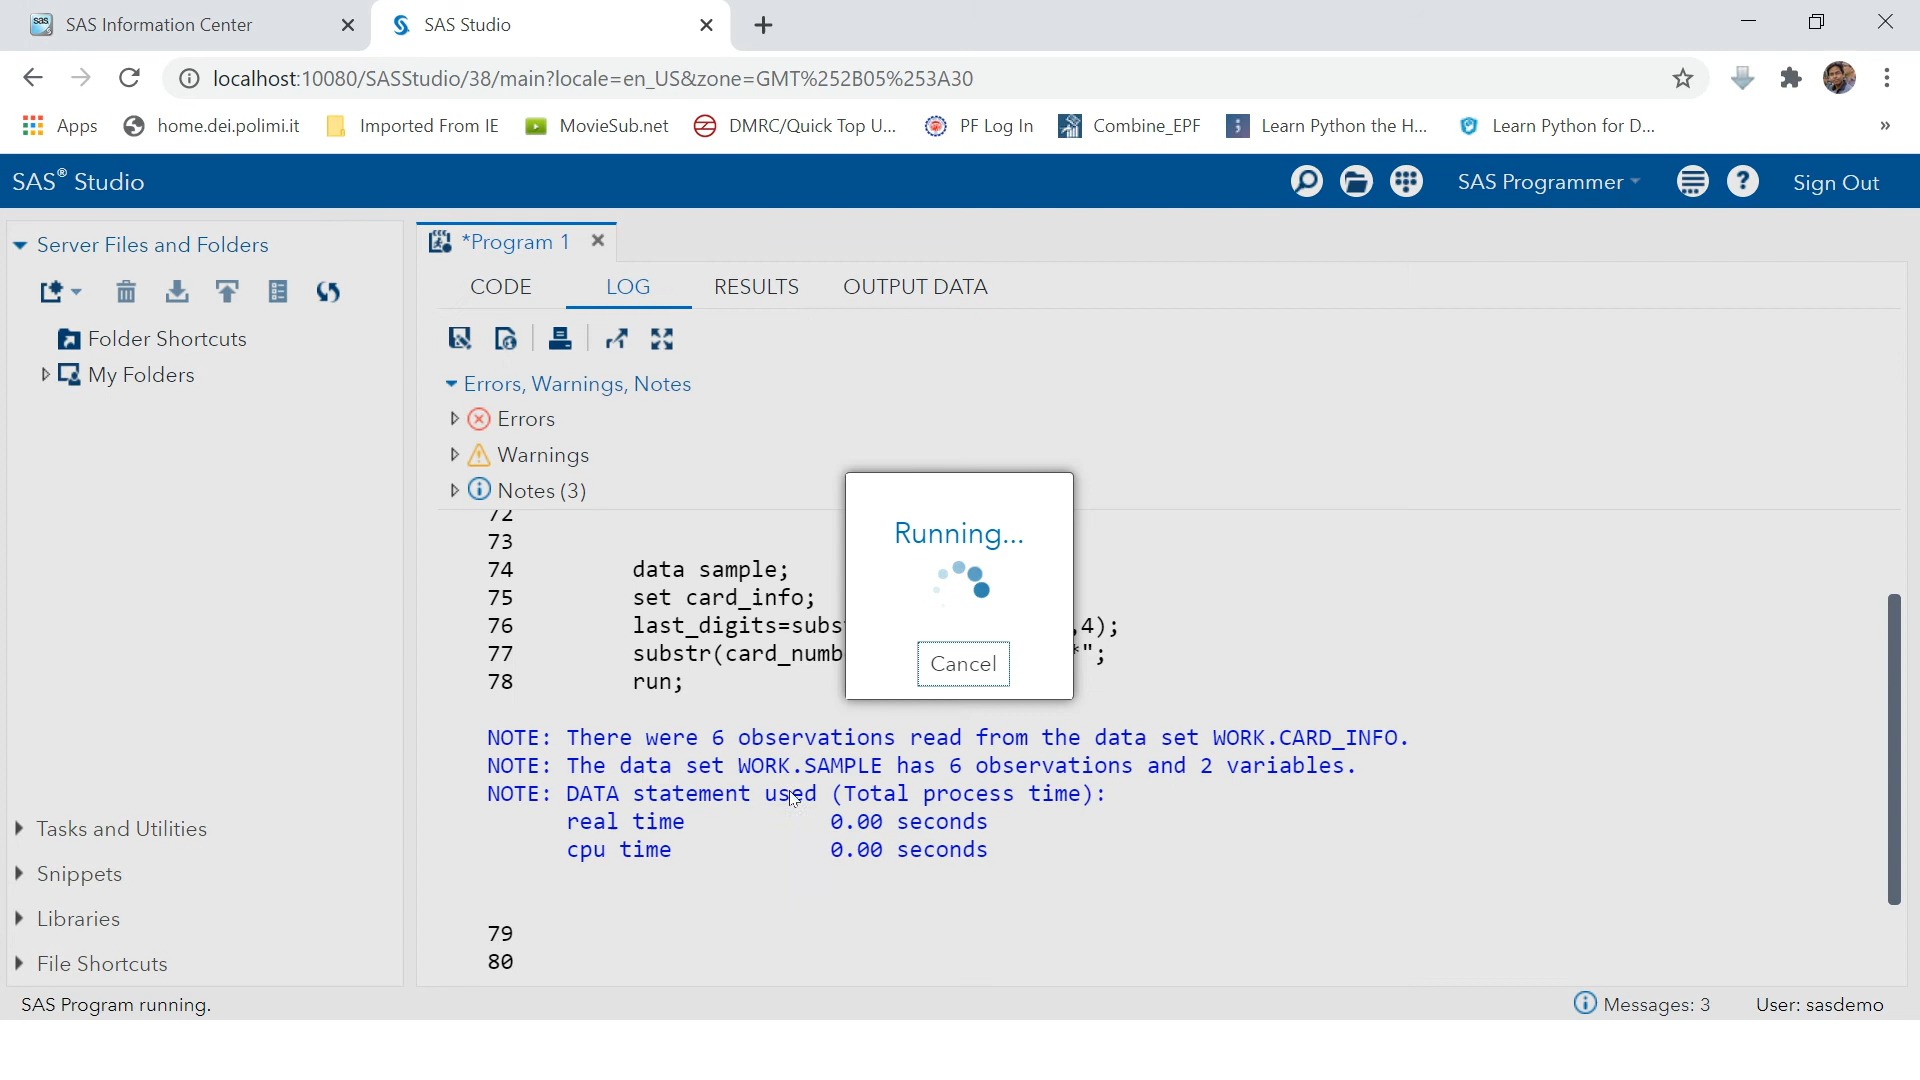 SAS Information Center
SAS Studio
localhost:10080/SASStudio/38/main?locale=en_US&zone=GMT%252B05%253A30
Apps home.dei.polimi.it Imported From IE MovieSub.net DMRC/Quick Top U... PF Log In Combine_EPF Learn Python the H... Learn Python for D... »
SAS® Studio
SAS Programmer Sign Out
Server Files and Folders
Folder Shortcuts
My Folders
Tasks and Utilities
Snippets
Libraries
File Shortcuts
*Program 1
CODE LOG RESULTS OUTPUT DATA
Errors, Warnings, Notes
Errors
Warnings
Notes (3)
72
73
74 data sample;
75 set card_info;
76 last_digits=subs ,4);
77 substr(card_numb *";
78 run;
NOTE: There were 6 observations read from the data set WORK.CARD_INFO.
NOTE: The data set WORK.SAMPLE has 6 observations and 2 variables.
NOTE: DATA statement used (Total process time):
real time 0.00 seconds
cpu time 0.00 seconds
79
80
Running...
Cancel
SAS Program running.
Messages: 3 User: sasdemo